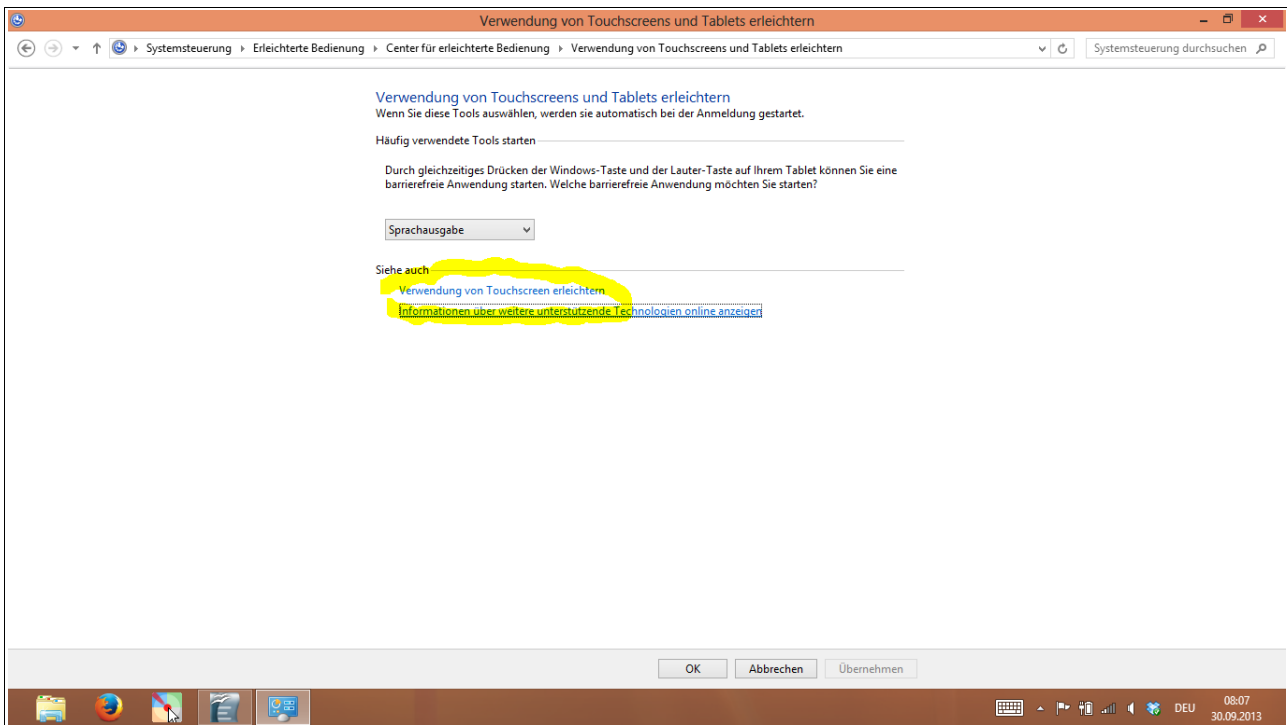 Verwendung von Touchscreens und Tablets erleichtern
Systemsteuerung Erleichterte Bedienung Center für erleichterte Bedienung Verwendung von Touchscreens und Tablets erleichtern
Systemsteuerung durchsuchen
Verwendung von Touchscreens und Tablets erleichtern
Wenn Sie diese Tools auswählen, werden sie automatisch bei der Anmeldung gestartet.
Häufig verwendete Tools starten
Durch gleichzeitiges Drücken der Windows-Taste und der Lauter-Taste auf Ihrem Tablet können Sie eine
barrierefreie Anwendung starten. Welche barrierefreie Anwendung möchten Sie starten?
Sprachausgabe
Siehe auch
Verwendung von Touchscreen erleichtern
Informationen über weitere unterstützende Technologien online anzeigen
OK Abbrechen Übernehmen
DEU
08:07
30.09.2013